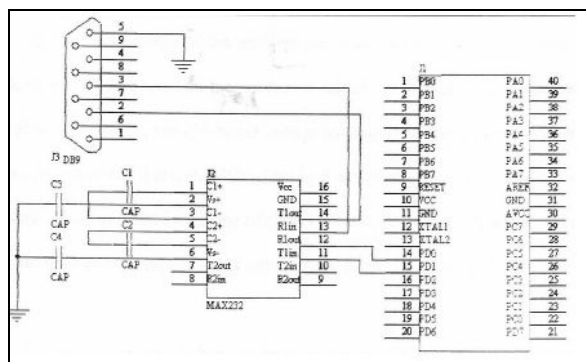 5
9
4
8
3
7
2
6
1
J3 DB9
C3
CAP
C4
CAP
C1
CAP
C2
CAP
J2
1 C1+ Vcc 16
2 Vs+ GND 15
3 C1- T1out 14
4 C2+ R1in 13
5 C2- R1out 12
6 Vs- T1in 11
7 T2out T2in 10
8 R2in R2out 9
MAX232
1 PB0 PA0 40
2 PB1 PA1 39
3 PB2 PA2 38
4 PB3 PA3 37
5 PB4 PA4 36
6 PB5 PA5 35
7 PB6 PA6 34
8 PB7 PA7 33
9 RESET AREF 32
10 VCC GND 31
11 GND AVCC 30
12 XTAL1 PC7 29
13 XTAL2 PC6 28
14 PD0 PC5 27
15 PD1 PC4 26
16 PD2 PC3 25
17 PD3 PC2 24
18 PD4 PC1 23
19 PD5 PC0 22
20 PD6 PD7 21